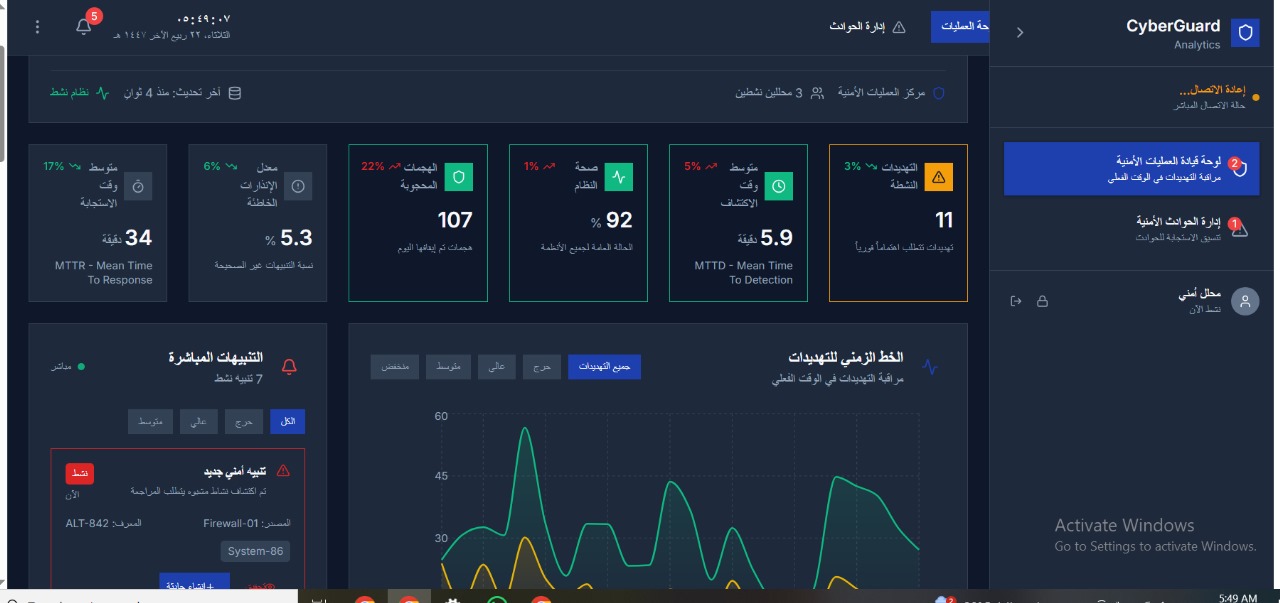 CyberGuard
Analytics
إدارة الحوادث
حة العمليات
5
٠٥:٤٩:٠٧
الثلاثاء، ٢٢ ربيع الآخر ١٤٤٧ هـ
إعادة الاتصال...
حالة الاتصال المباشر
2
لوحة قيادة العمليات الأمنية
مراقبة التهديدات في الوقت الفعلي
1
إدارة الحوادث الأمنية
تنسيق الاستجابة للحوادث
محلل أمني
نشط الآن
مركز العمليات الأمنية
3 محللين نشطين
آخر تحديث: منذ 4 ثوانٍ
نظام نشط
التهديدات النشطة
3%
11
تهديدات تتطلب اهتماماً فورياً
متوسط وقت الاكتشاف
5%
5.9 دقيقة
MTTD - Mean Time
To Detection
صحة النظام
1%
92 %
الحالة العامة لجميع الأنظمة
الهجمات المحجوبة
22%
107
هجمات تم إيقافها اليوم
معدل الإنذارات الخاطئة
6%
5.3 %
نسبة التنبيهات غير الصحيحة
متوسط وقت الاستجابة
17%
34 دقيقة
MTTR - Mean Time
To Response
الخط الزمني للتهديدات
مراقبة التهديدات في الوقت الفعلي
جميع التهديدات
حرج
عالي
متوسط
منخفض
60
45
30
التنبيهات المباشرة
7 تنبيه نشط
مباشر
الكل
حرج
عالي
متوسط
تنبيه أمني جديد
نشط
تم اكتشاف نشاط مشبوه يتطلب المراجعة
الآن
المصدر: Firewall-01
المعرف: ALT-842
System-86
إنشاء حادثة
Activate Windows
Go to Settings to activate Windows.
5:49 AM